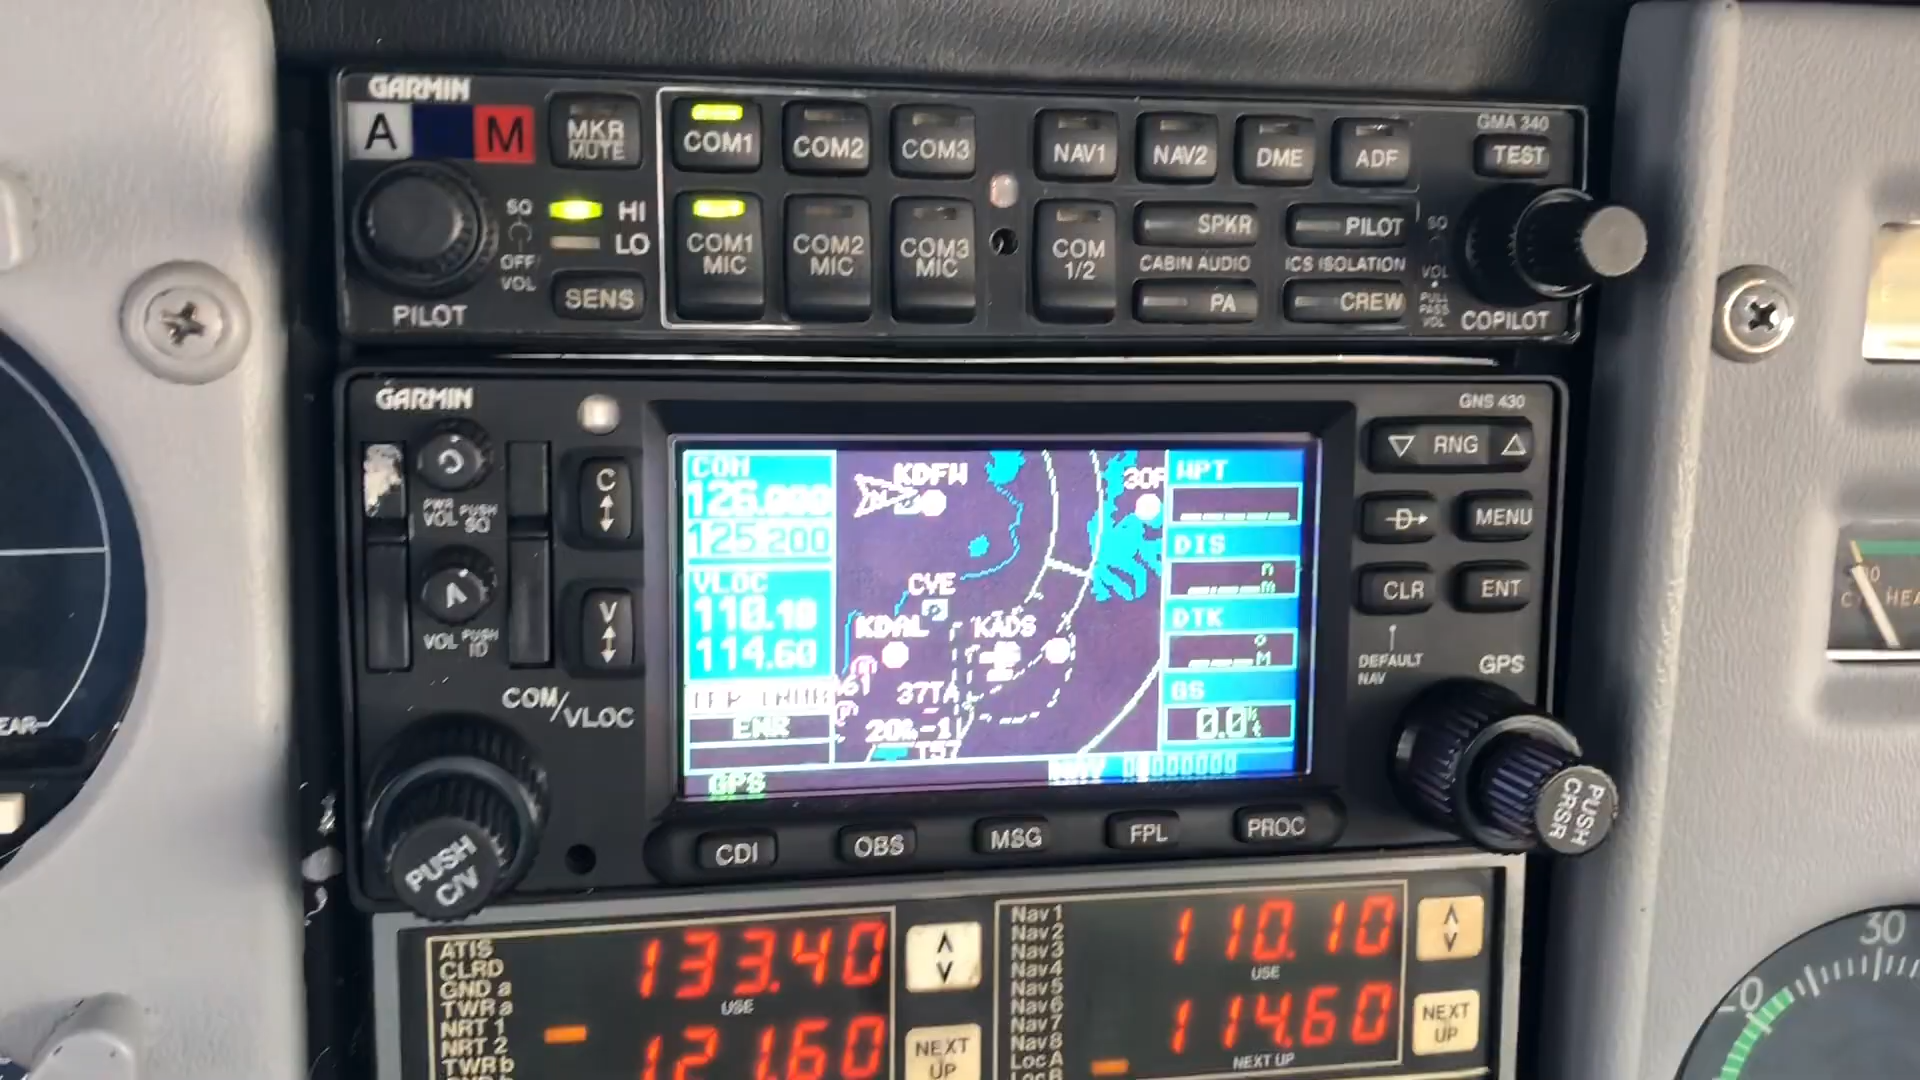 GARMIN
A M
MKR
MUTE
COM1
COM2
COM3
NAV1
NAV2
DME
ADF
GMA 340
TEST
SQ
OFF
VOL
HI
LO
SENS
PILOT
COM1
MIC
COM2
MIC
COM3
MIC
COM
1/2
SPKR
CABIN AUDIO
PA
PILOT
ICS ISOLATION
CREW
SQ
VOL
PULL
PASS
VOL
COPILOT
GARMIN
GNS 430
PWR
VOL
PUSH
SQ
C
VOL
PUSH
ID
V
COM/VLOC
PUSH
C/V
COM
126.000
125.200
VLOC
110.10
114.60
ENR
GPS
KDFW
30F
CVE
KDAL
KADS
37TA
T57
WPT
DIS
nm
DTK
GS
0.0
RNG
D
MENU
CLR
ENT
DEFAULT
NAV
GPS
PUSH
CRSR
CDI
OBS
MSG
FPL
PROC
ATIS
CLRD
GND a
TWR a
NRT 1
NRT 2
TWR b
133.40
USE
121.60
NEXT
UP
Nav 1
Nav 2
Nav 3
Nav 4
Nav 5
Nav 6
Nav 7
Nav 8
Loc A
Loc B
110.10
USE
114.60
NEXT UP
NEXT
UP
30